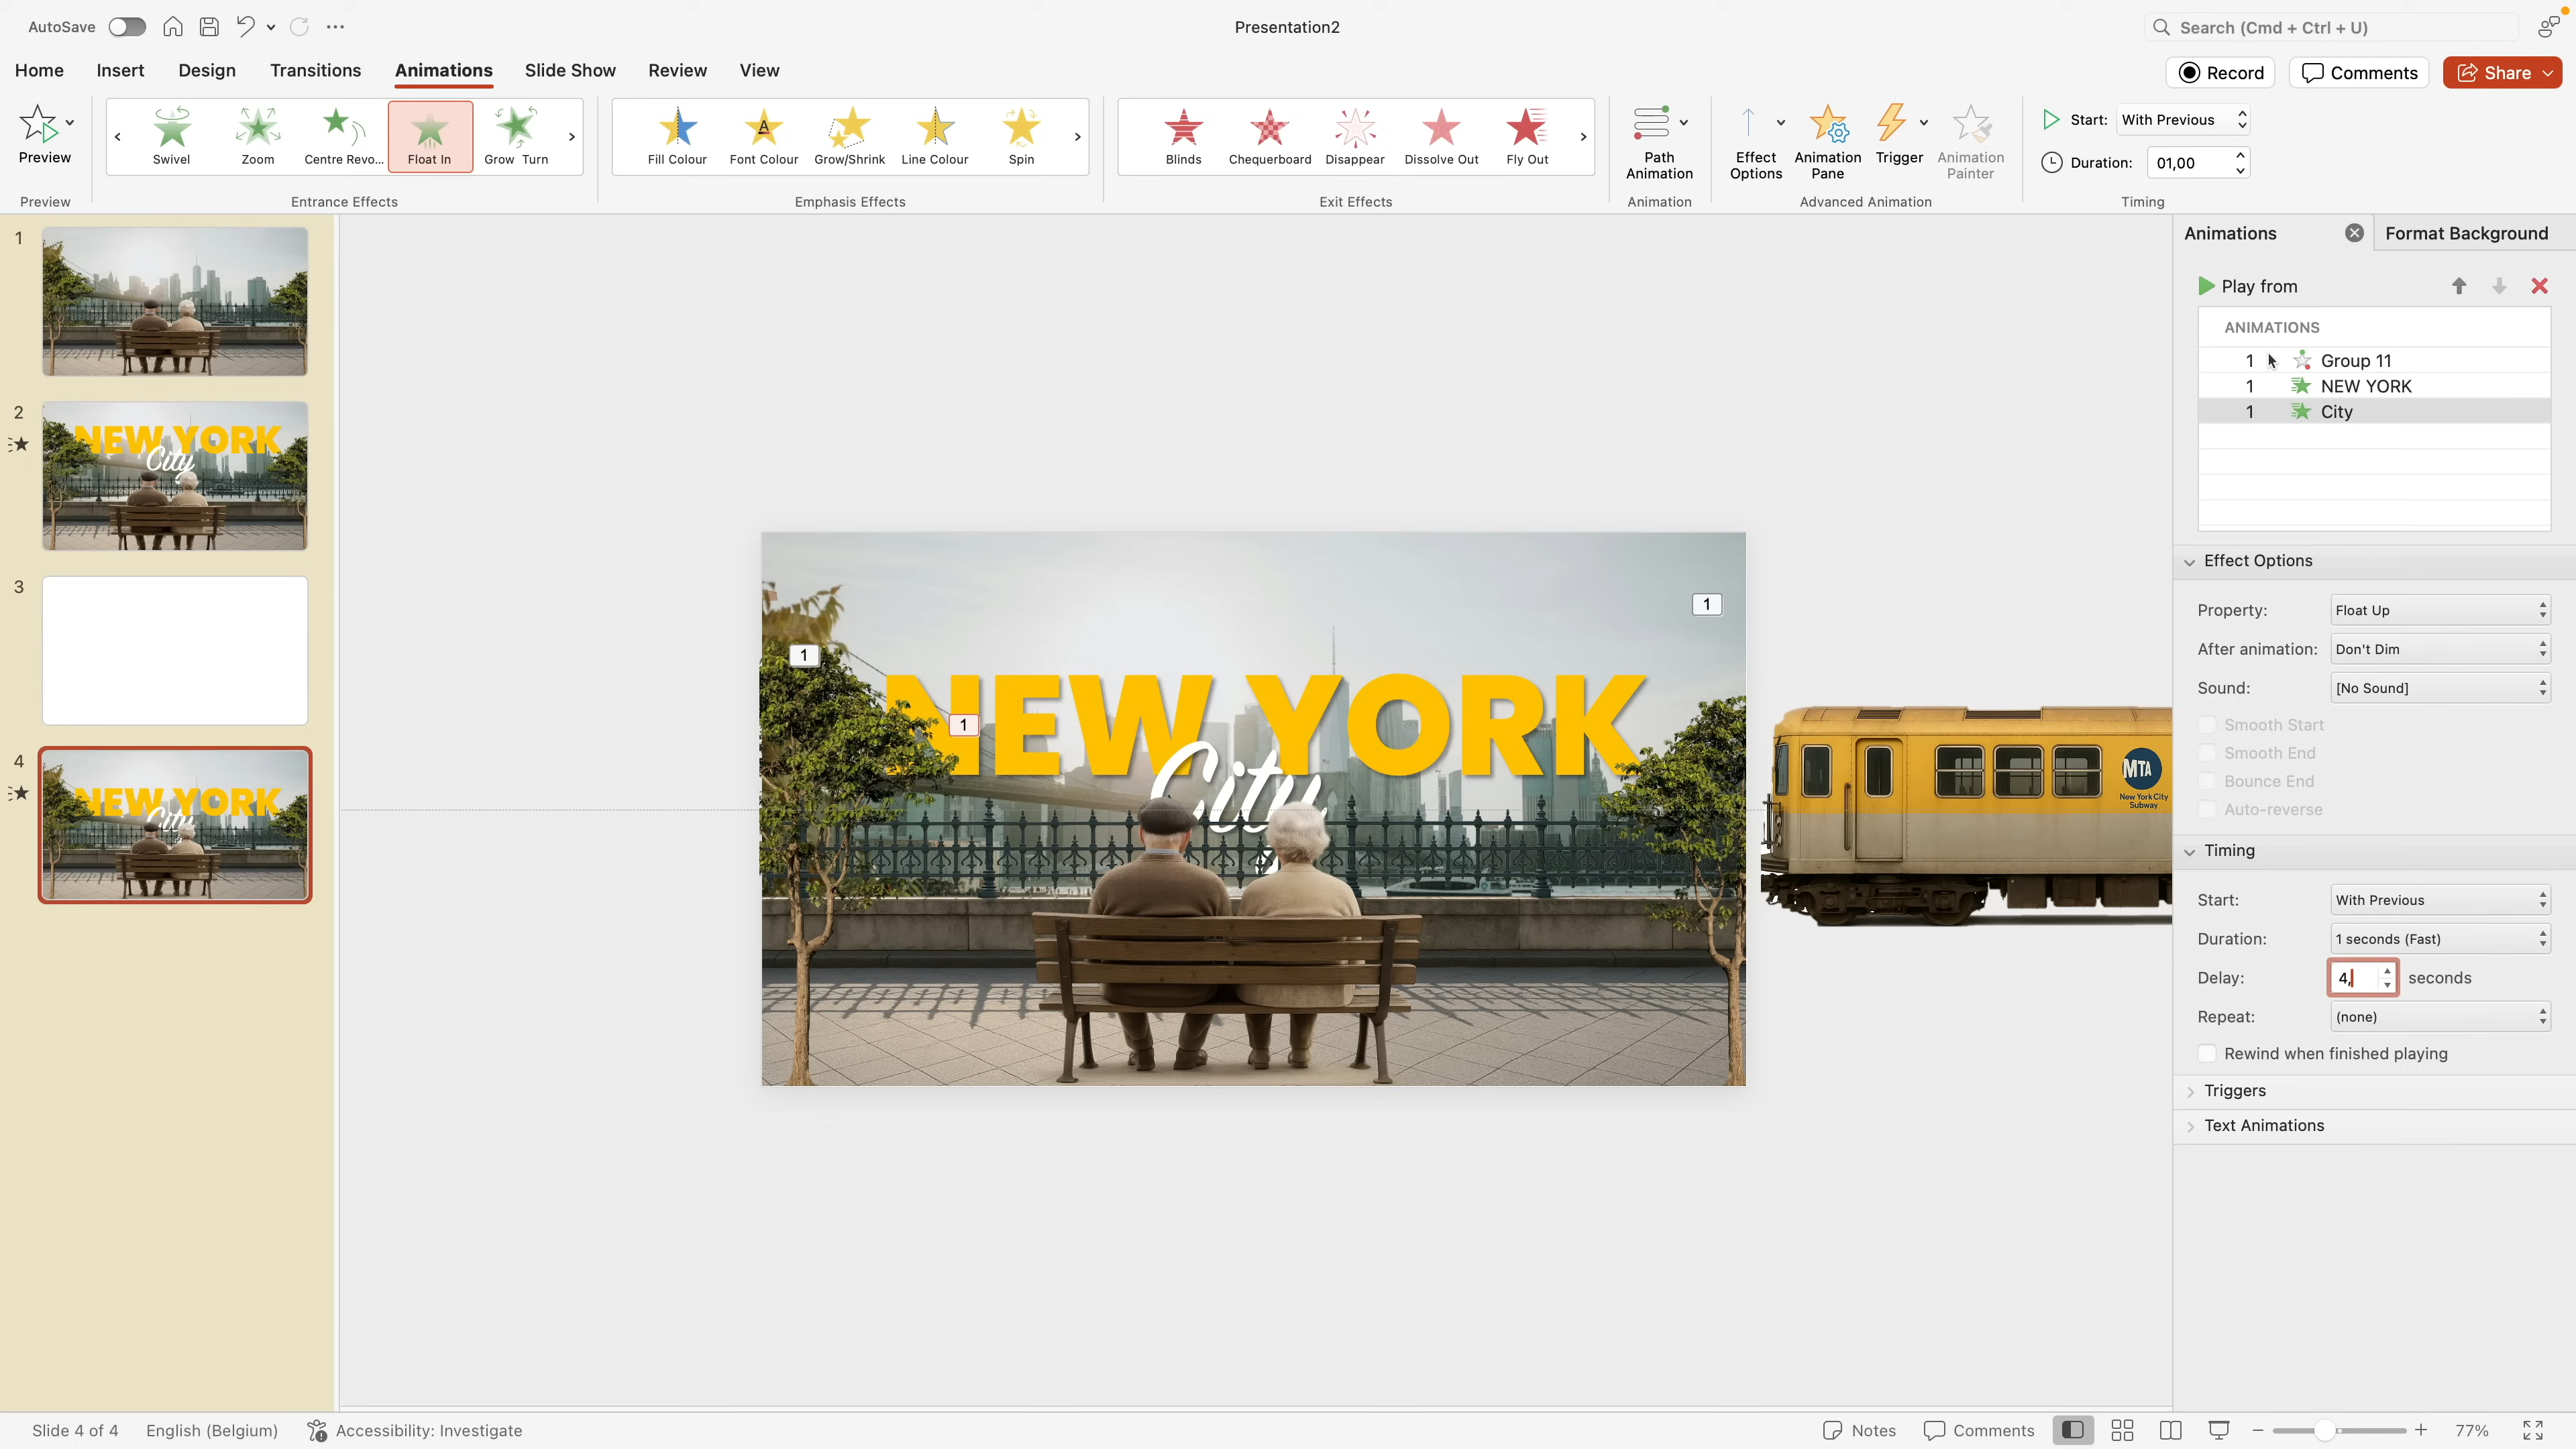 AutoSave
Presentation2
Search (Cmd + Ctrl + U)
Home Insert Design Transitions Animations Slide Show Review View
Record Comments Share
Preview
Swivel Zoom Centre Revo... Float In Grow Turn
Fill Colour Font Colour Grow/Shrink Line Colour Spin
Blinds Chequerboard Disappear Dissolve Out Fly Out
Path Animation
Effect Options
Animation Pane
Trigger
Animation Painter
Start: With Previous
Duration: 01,00
Preview Entrance Effects Emphasis Effects Exit Effects Animation Advanced Animation Timing
1
2
NEW YORK
City
3
4
NEW YORK
City
1
1
1
NEW YORK
City
MTA
New York City
Subway
Animations Format Background
Play from
ANIMATIONS
1 Group 11
1 NEW YORK
1 City
Effect Options
Property: Float Up
After animation: Don't Dim
Sound: [No Sound]
Smooth Start
Smooth End
Bounce End
Auto-reverse
Timing
Start: With Previous
Duration: 1 seconds (Fast)
Delay: 4, seconds
Repeat: (none)
Rewind when finished playing
Triggers
Text Animations
Slide 4 of 4 English (Belgium) Accessibility: Investigate Notes Comments 77%